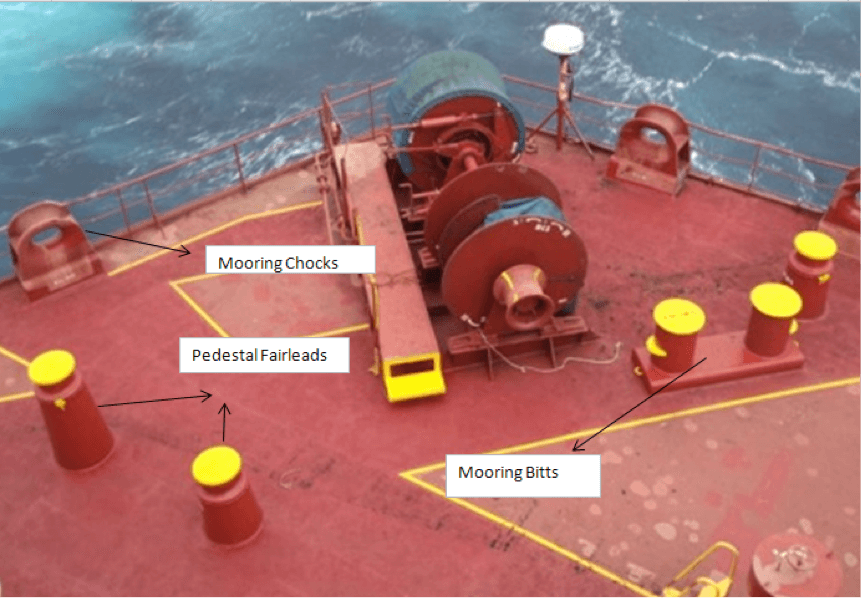 Mooring Chocks
Pedestal Fairleads
Mooring Bitts